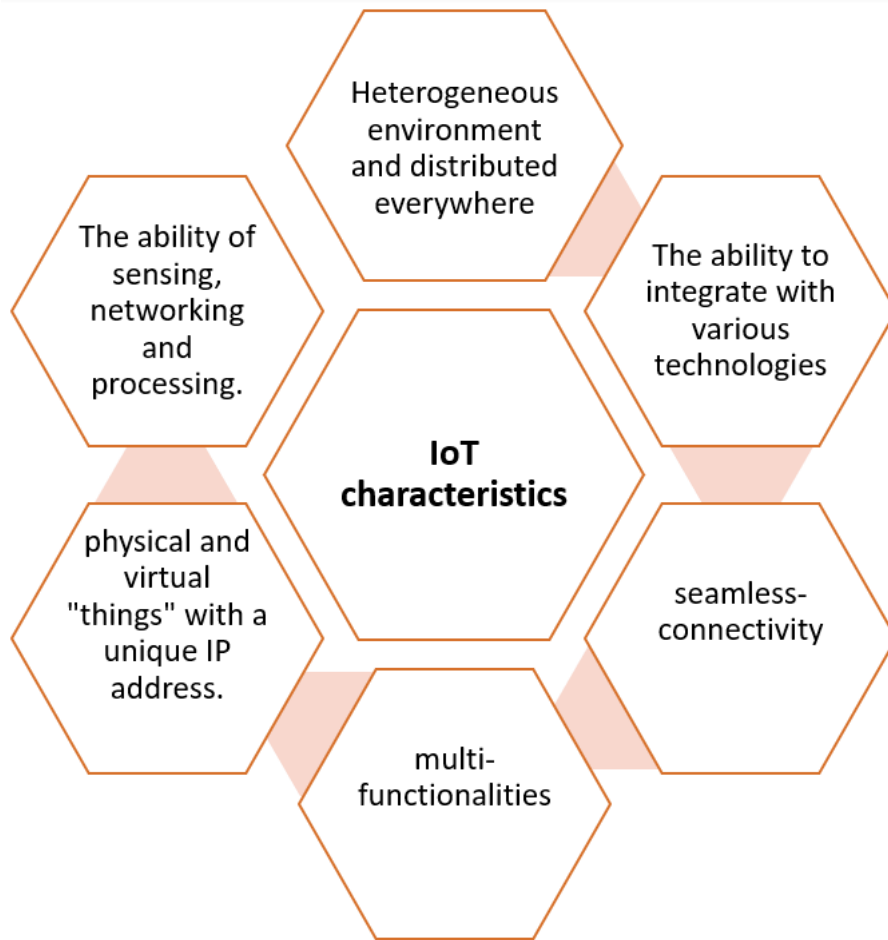 Heterogeneous
environment
and distributed
everywhere
The ability to
integrate with
various
technologies
seamless-
connectivity
multi-
functionalities
physical and
virtual
"things" with a
unique IP
address.
The ability of
sensing,
networking
and
processing.
IoT
characteristics